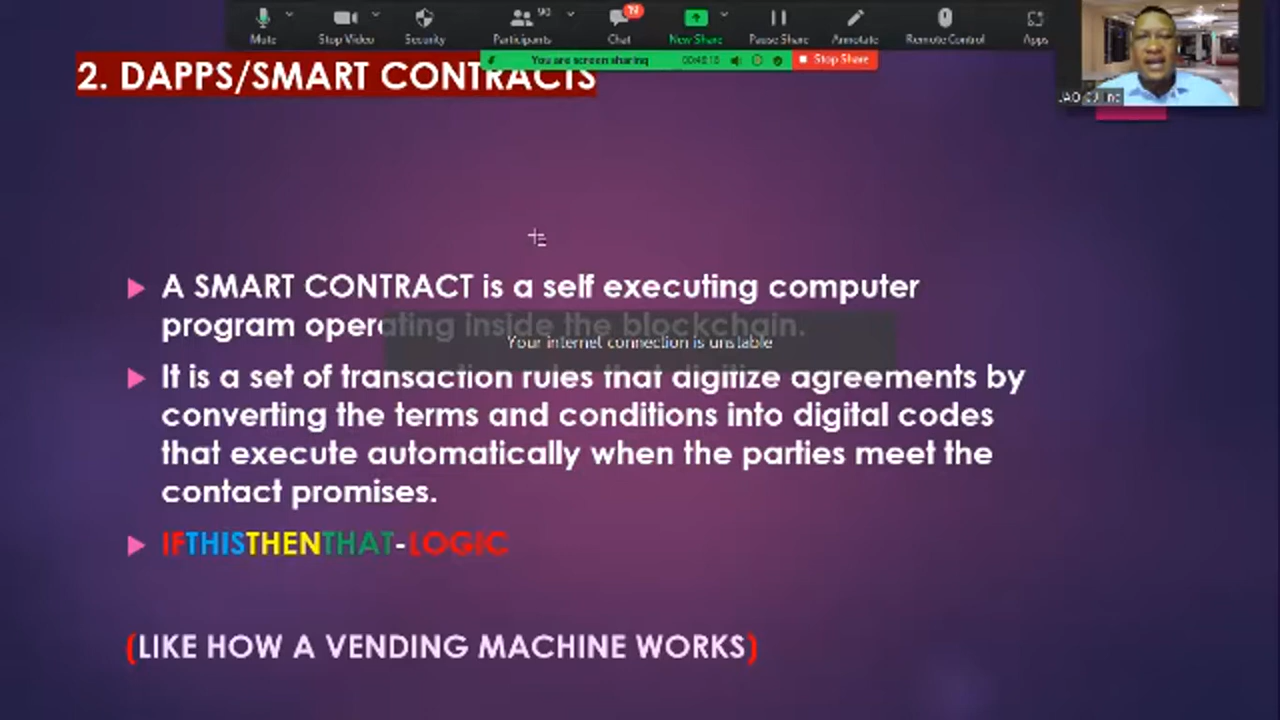 Mute
Stop Video
Security
90
Participants
19
Chat
New Share
Pause Share
Annotate
Remote Control
Apps
You are screen sharing
Stop Share
2. DAPPS/SMART CONTRACTS
A SMART CONTRACT is a self executing computer
program operating inside the blockchain.
Your internet connection is unstable
It is a set of transaction rules that digitize agreements by
converting the terms and conditions into digital codes
that execute automatically when the parties meet the
contact promises.
IFTHISTHENTHAT-LOGIC
(LIKE HOW A VENDING MACHINE WORKS)